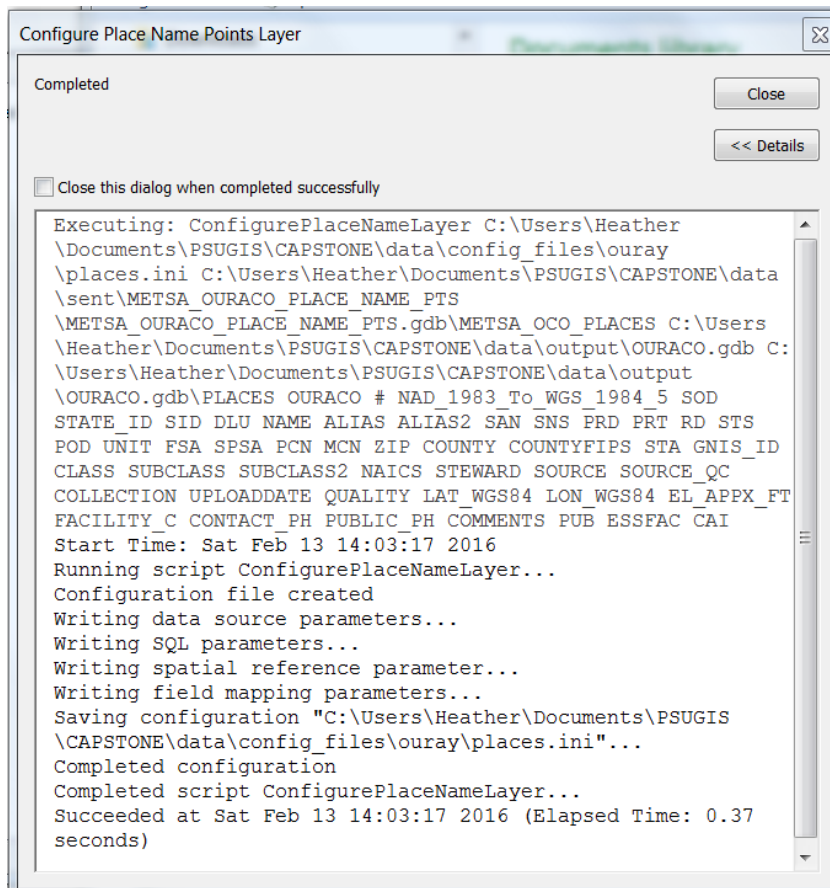 Configure Place Name Points Layer
Documents library
Completed
Close
<< Details
Close this dialog when completed successfully
Executing: ConfigurePlaceNameLayer C:\Users\Heather
\Documents\PSUGIS\CAPSTONE\data\config_files\ouray
\places.ini C:\Users\Heather\Documents\PSUGIS\CAPSTONE\data
\sent\METSA_OURACO_PLACE_NAME_PTS
\METSA_OURACO_PLACE_NAME_PTS.gdb\METSA_OCO_PLACES C:\Users
\Heather\Documents\PSUGIS\CAPSTONE\data\output\OURACO.gdb C:
\Users\Heather\Documents\PSUGIS\CAPSTONE\data\output
\OURACO.gdb\PLACES OURACO # NAD_1983_To_WGS_1984_5 SOD
STATE_ID SID DLU NAME ALIAS ALIAS2 SAN SNS PRD PRT RD STS
POD UNIT FSA SPSA PCN MCN ZIP COUNTY COUNTYFIPS STA GNIS_ID
CLASS SUBCLASS SUBCLASS2 NAICS STEWARD SOURCE SOURCE_QC
COLLECTION UPLOADDATE QUALITY LAT_WGS84 LON_WGS84 EL_APPX_FT
FACILITY_C CONTACT_PH PUBLIC_PH COMMENTS PUB ESSFAC CAI
Start Time: Sat Feb 13 14:03:17 2016
Running script ConfigurePlaceNameLayer...
Configuration file created
Writing data source parameters...
Writing SQL parameters...
Writing spatial reference parameter...
Writing field mapping parameters...
Saving configuration "C:\Users\Heather\Documents\PSUGIS
\CAPSTONE\data\config_files\ouray\places.ini"...
Completed configuration
Completed script ConfigurePlaceNameLayer...
Succeeded at Sat Feb 13 14:03:17 2016 (Elapsed Time: 0.37
seconds)